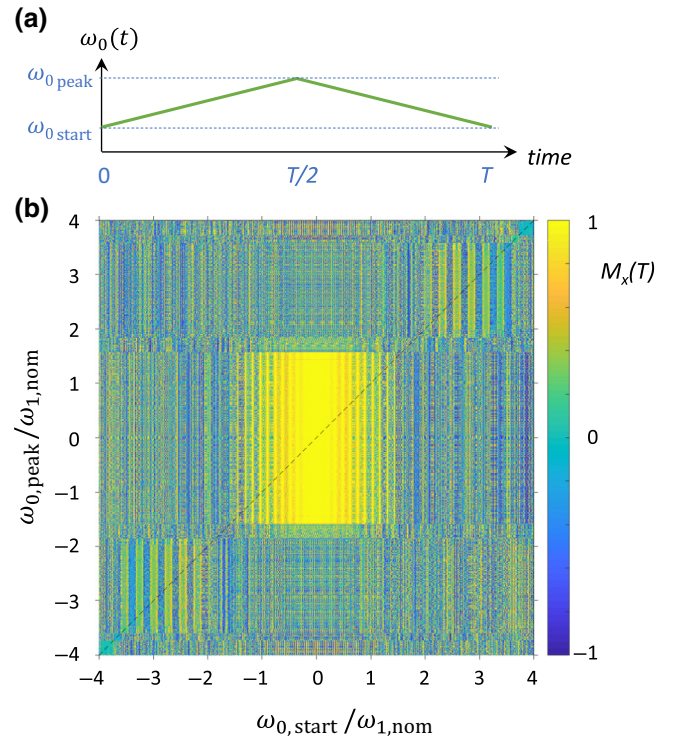 (a)
ω₀(t)
ω₀ peak
ω₀ start
time
0 T/2 T
(b)
4 1
3 Mₓ(T)
2
1
0 0
−1
−2
−3
−4 −1
ω₀,peak/ω₁,nom
−4 −3 −2 −1 0 1 2 3 4
ω₀,start/ω₁,nom